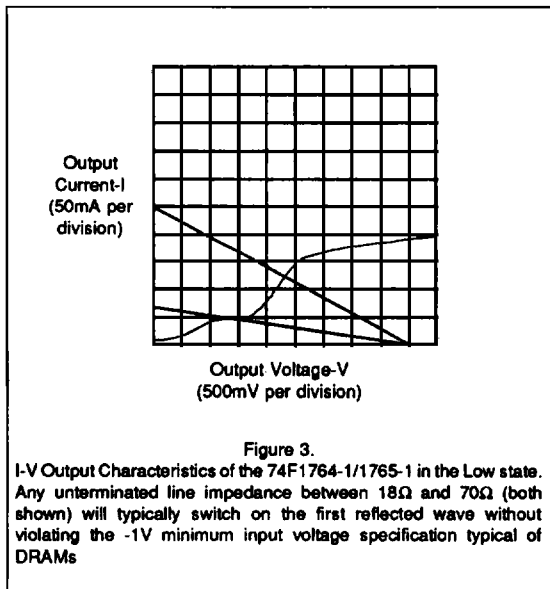 Output
Current-I
(50mA per
division)
Output Voltage-V
(500mV per division)
Figure 3.
I-V Output Characteristics of the 74F1764-1/1765-1 in the Low state.
Any unterminated line impedance between 18Ω and 70Ω (both
shown) will typically switch on the first reflected wave without
violating the -1V minimum input voltage specification typical of
DRAMs